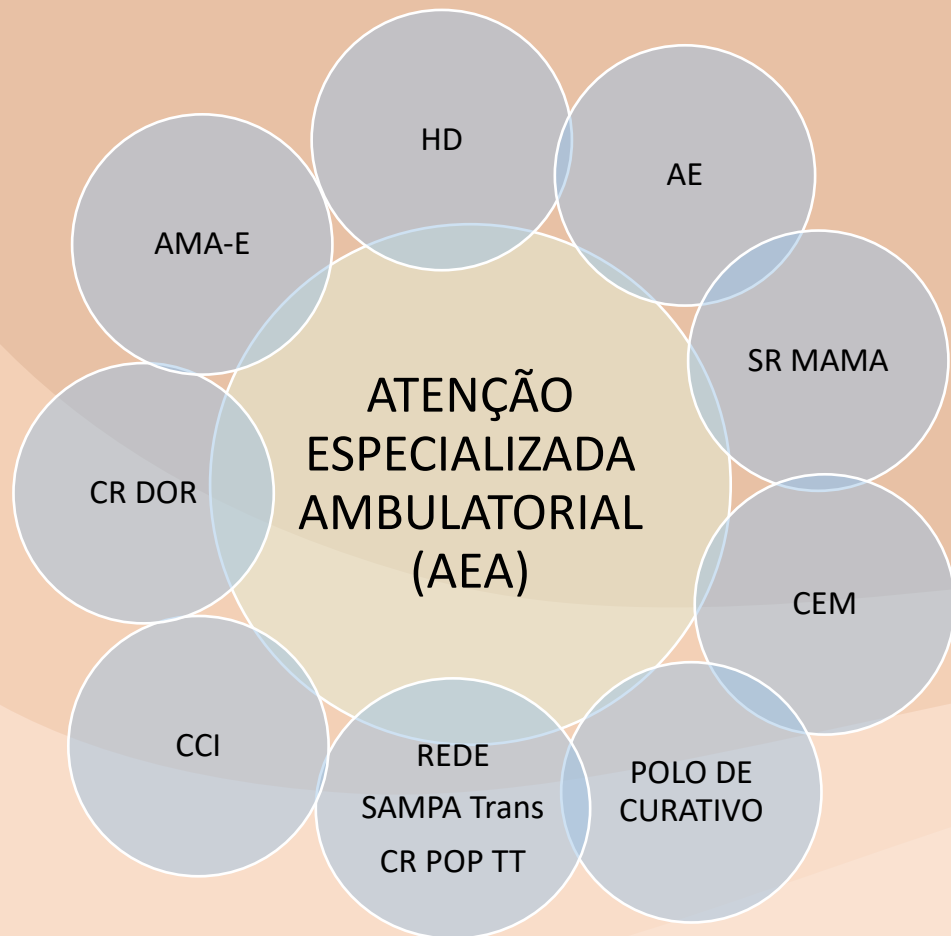 HD
AE
AMA-E
SR MAMA
ATENÇÃO
ESPECIALIZADA
AMBULATORIAL
(AEA)
CR DOR
CEM
CCI
REDE
SAMPA Trans
CR POP TT
POLO DE
CURATIVO